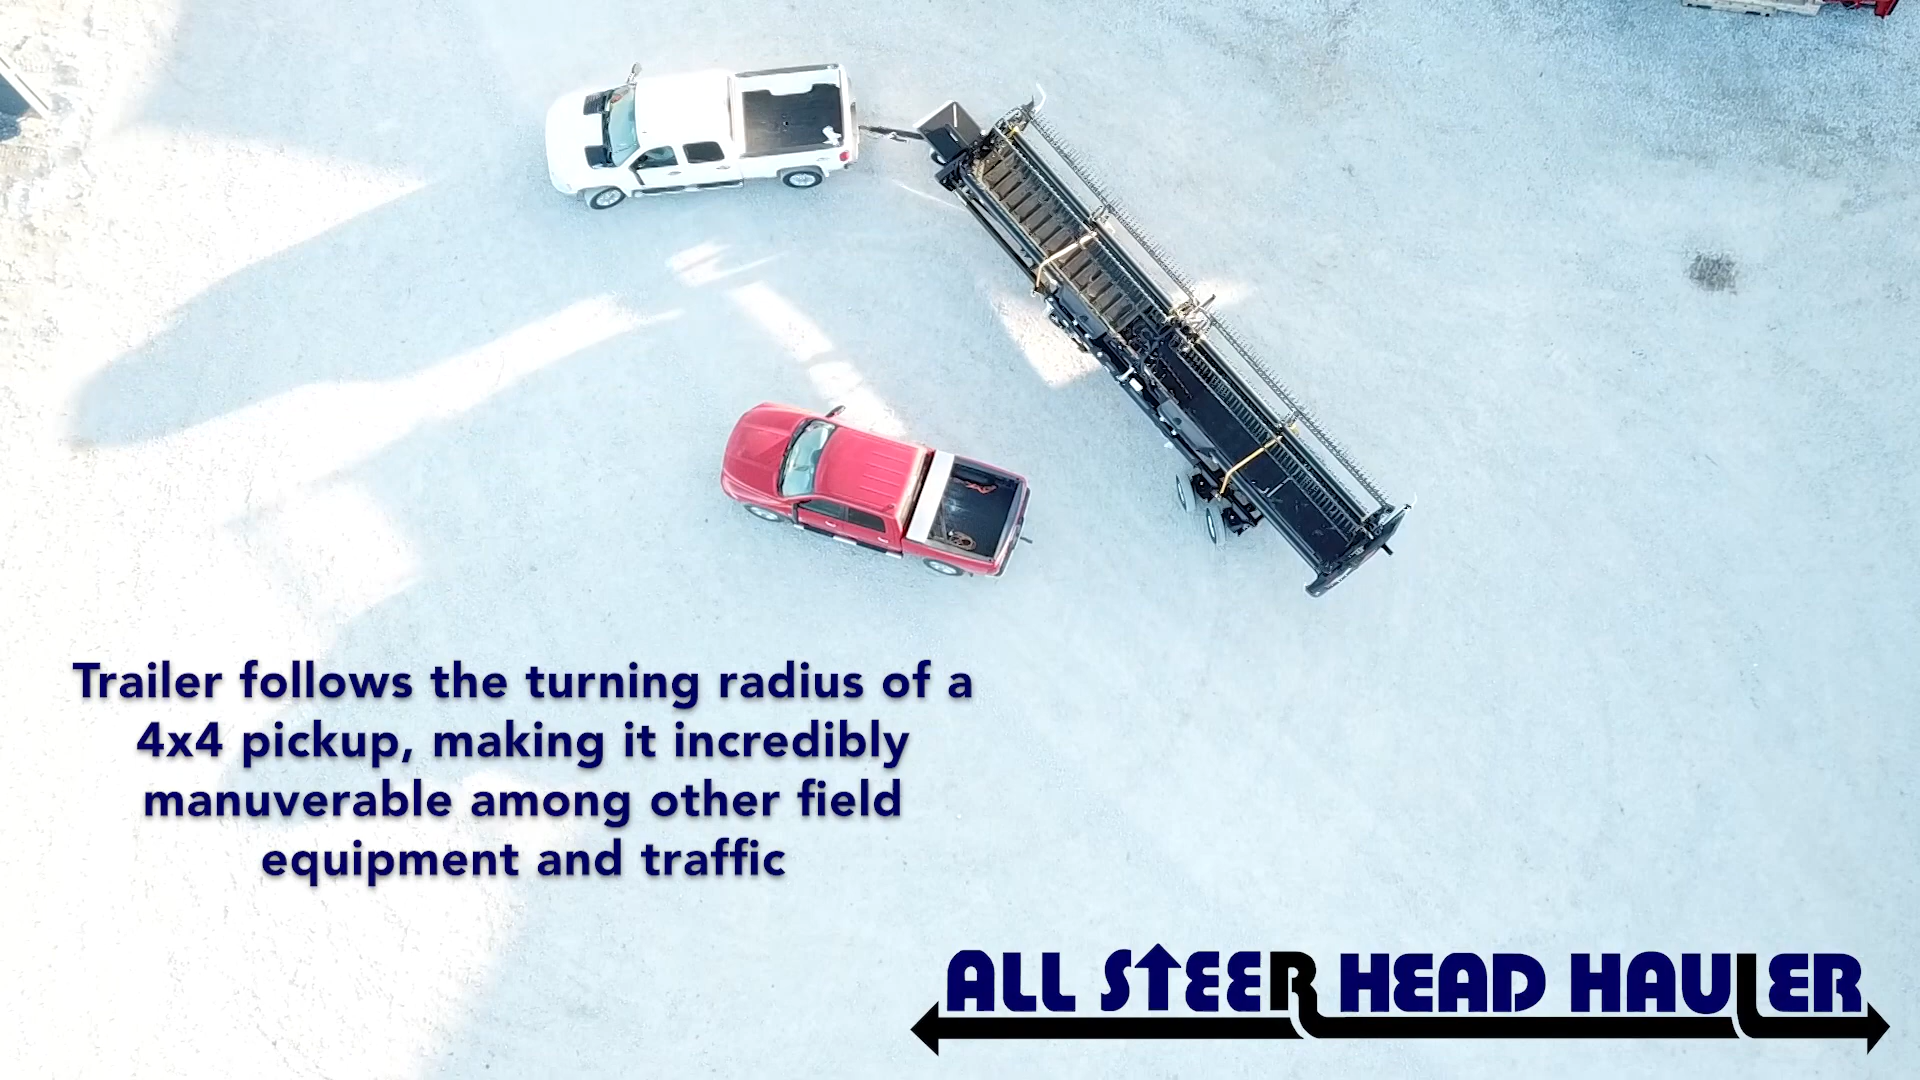 Trailer follows the turning radius of a
4x4 pickup, making it incredibly
manuverable among other field
equipment and traffic
ALL STEER HEAD HAULER